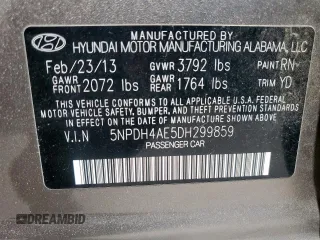 HYUNDAI MOTOR MANUFACTURING ALABAMA, LLC
Feb/23/13 GVWR 3792 lbs PAINT RN
GAWR FRONT 2072 lbs GAWR REAR 1764 lbs TRIM YD
THIS VEHICLE CONFORMS TO ALL APPLICABLE FEDERAL
MOTOR VEHICLE SAFETY, BUMPER, AND THEFT PREVENTION
STANDARDS IN EFFECT ON THE DATE OF MANUFACTURE SHOWN ABOVE.
V.I.N 5NPDH4AE5DH299859
PASSENGER CAR
DREAMBID